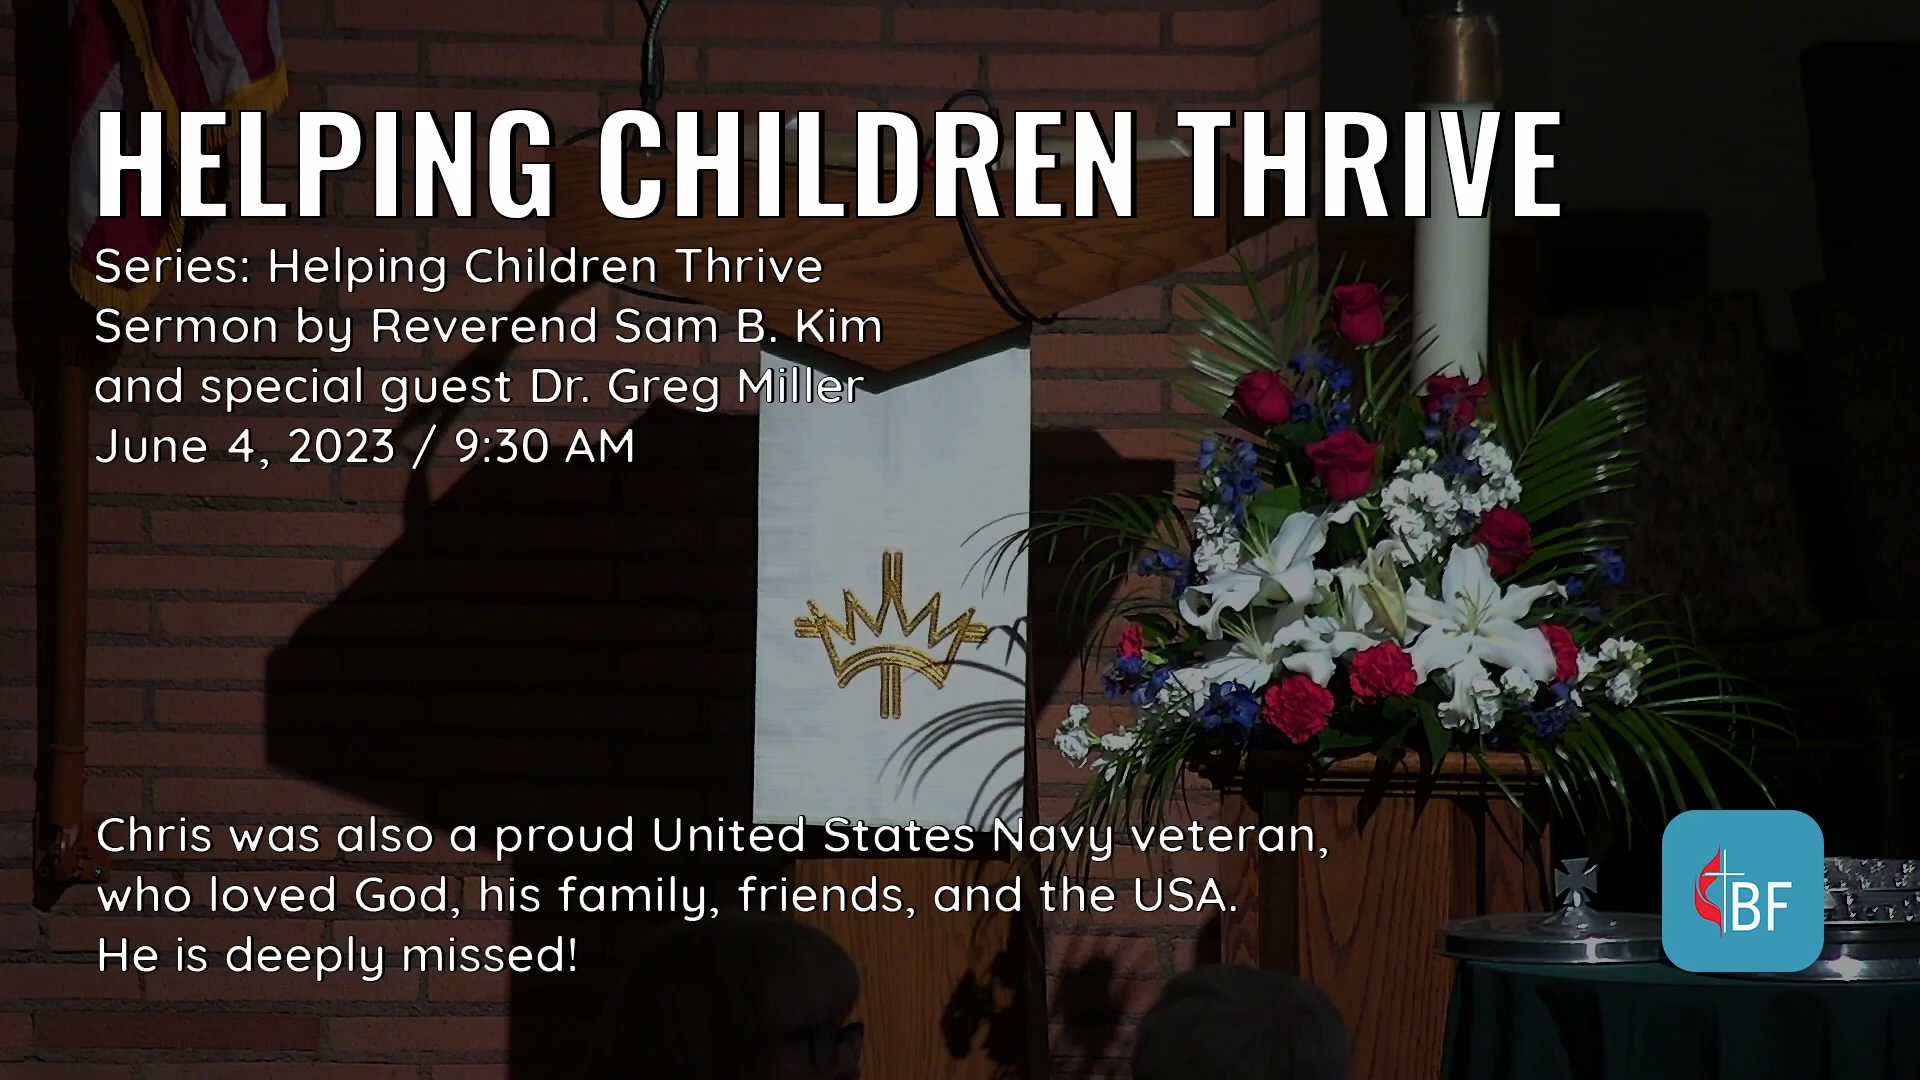 HELPING CHILDREN THRIVE
Series: Helping Children Thrive
Sermon by Reverend Sam B. Kim
and special guest Dr. Greg Miller
June 4, 2023 / 9:30 AM
Chris was also a proud United States Navy veteran,
who loved God, his family, friends, and the USA.
He is deeply missed!
BF